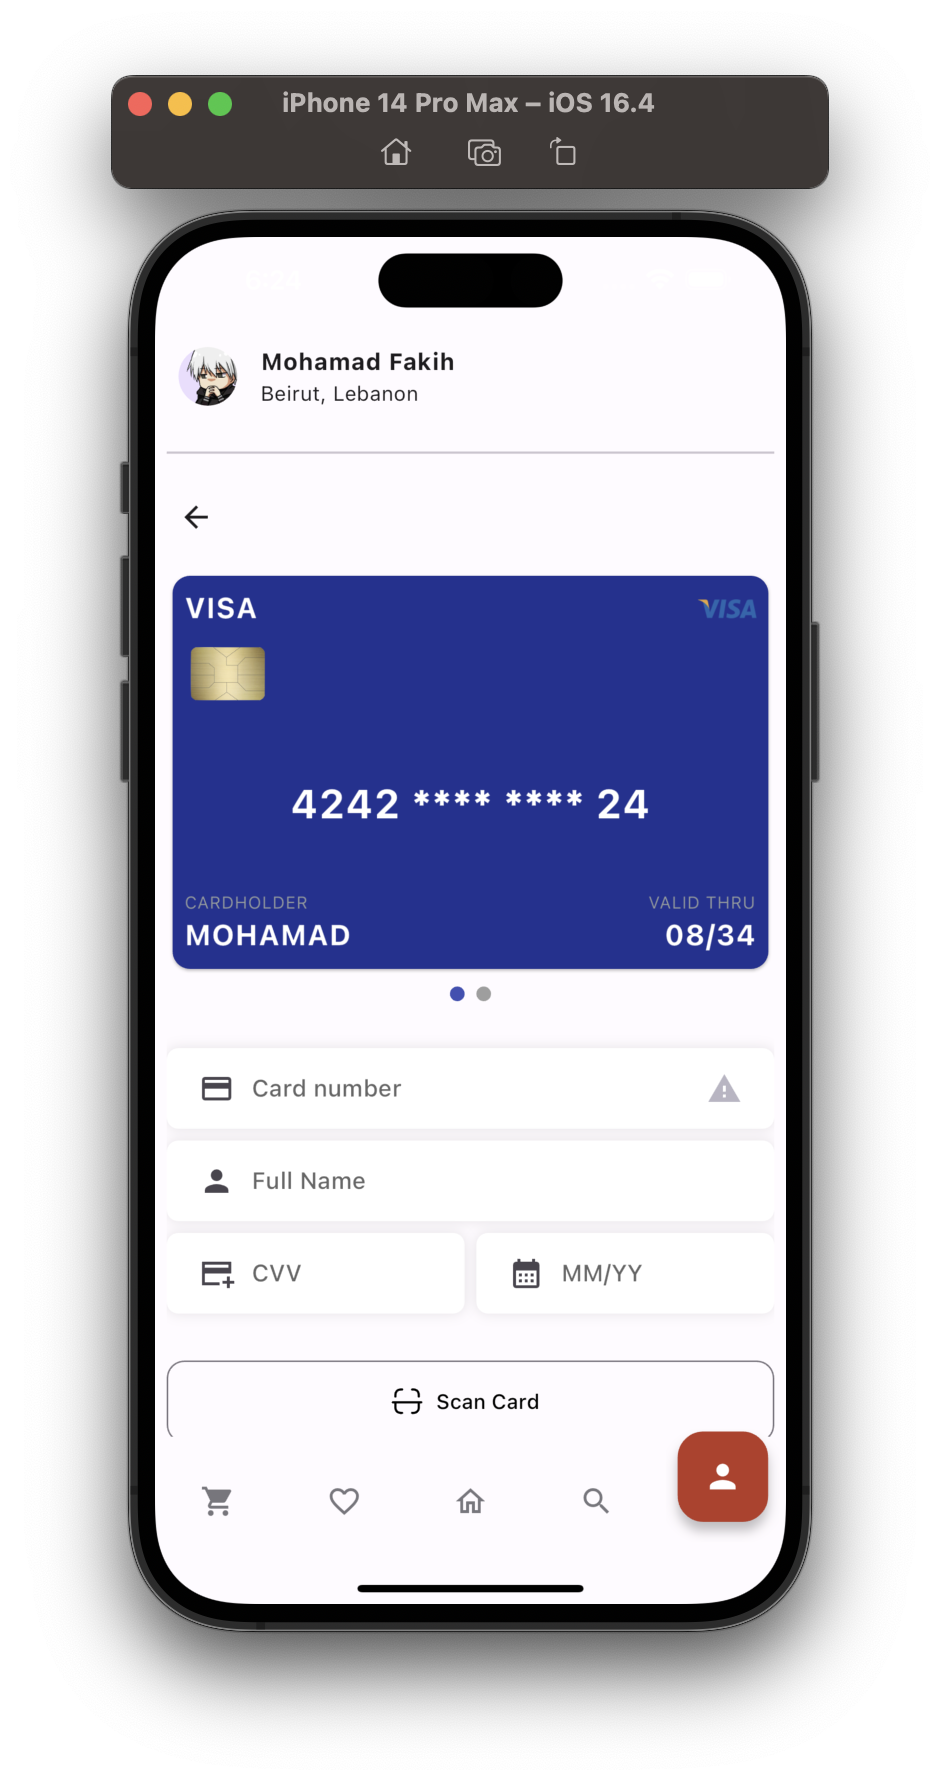 iPhone 14 Pro Max – iOS 16.4
Mohamad Fakih
Beirut, Lebanon
VISA
VISA
4242 **** **** 24
CARDHOLDER
VALID THRU
MOHAMAD
08/34
Card number
Full Name
CVV
MM/YY
Scan Card